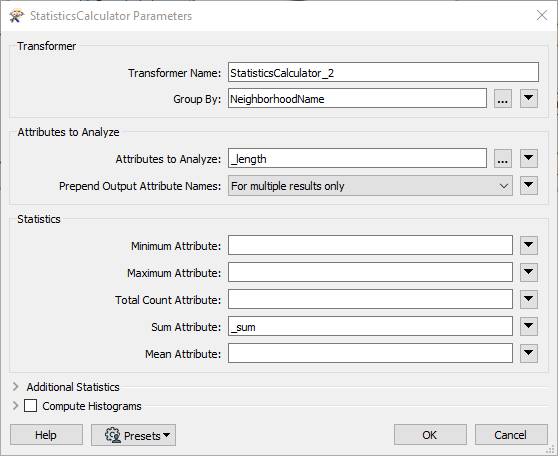 StatisticsCalculator Parameters
Transformer
Transformer Name: StatisticsCalculator_2
Group By: NeighborhoodName ...
Attributes to Analyze
Attributes to Analyze: _length ...
Prepend Output Attribute Names: For multiple results only
Statistics
Minimum Attribute:
Maximum Attribute:
Total Count Attribute:
Sum Attribute: _sum
Mean Attribute:
Additional Statistics
Compute Histograms
Help Presets OK Cancel